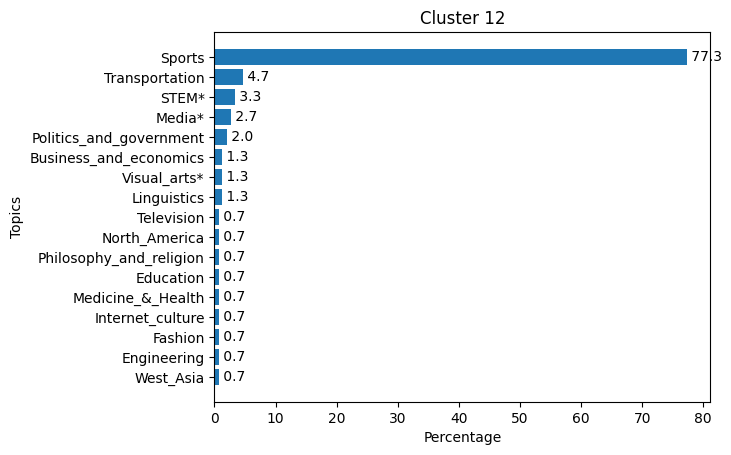 Cluster 12
Topics
Sports 77.3
Transportation 4.7
STEM* 3.3
Media* 2.7
Politics_and_government 2.0
Business_and_economics 1.3
Visual_arts* 1.3
Linguistics 1.3
Television 0.7
North_America 0.7
Philosophy_and_religion 0.7
Education 0.7
Medicine_&_Health 0.7
Internet_culture 0.7
Fashion 0.7
Engineering 0.7
West_Asia 0.7
0 10 20 30 40 50 60 70 80
Percentage